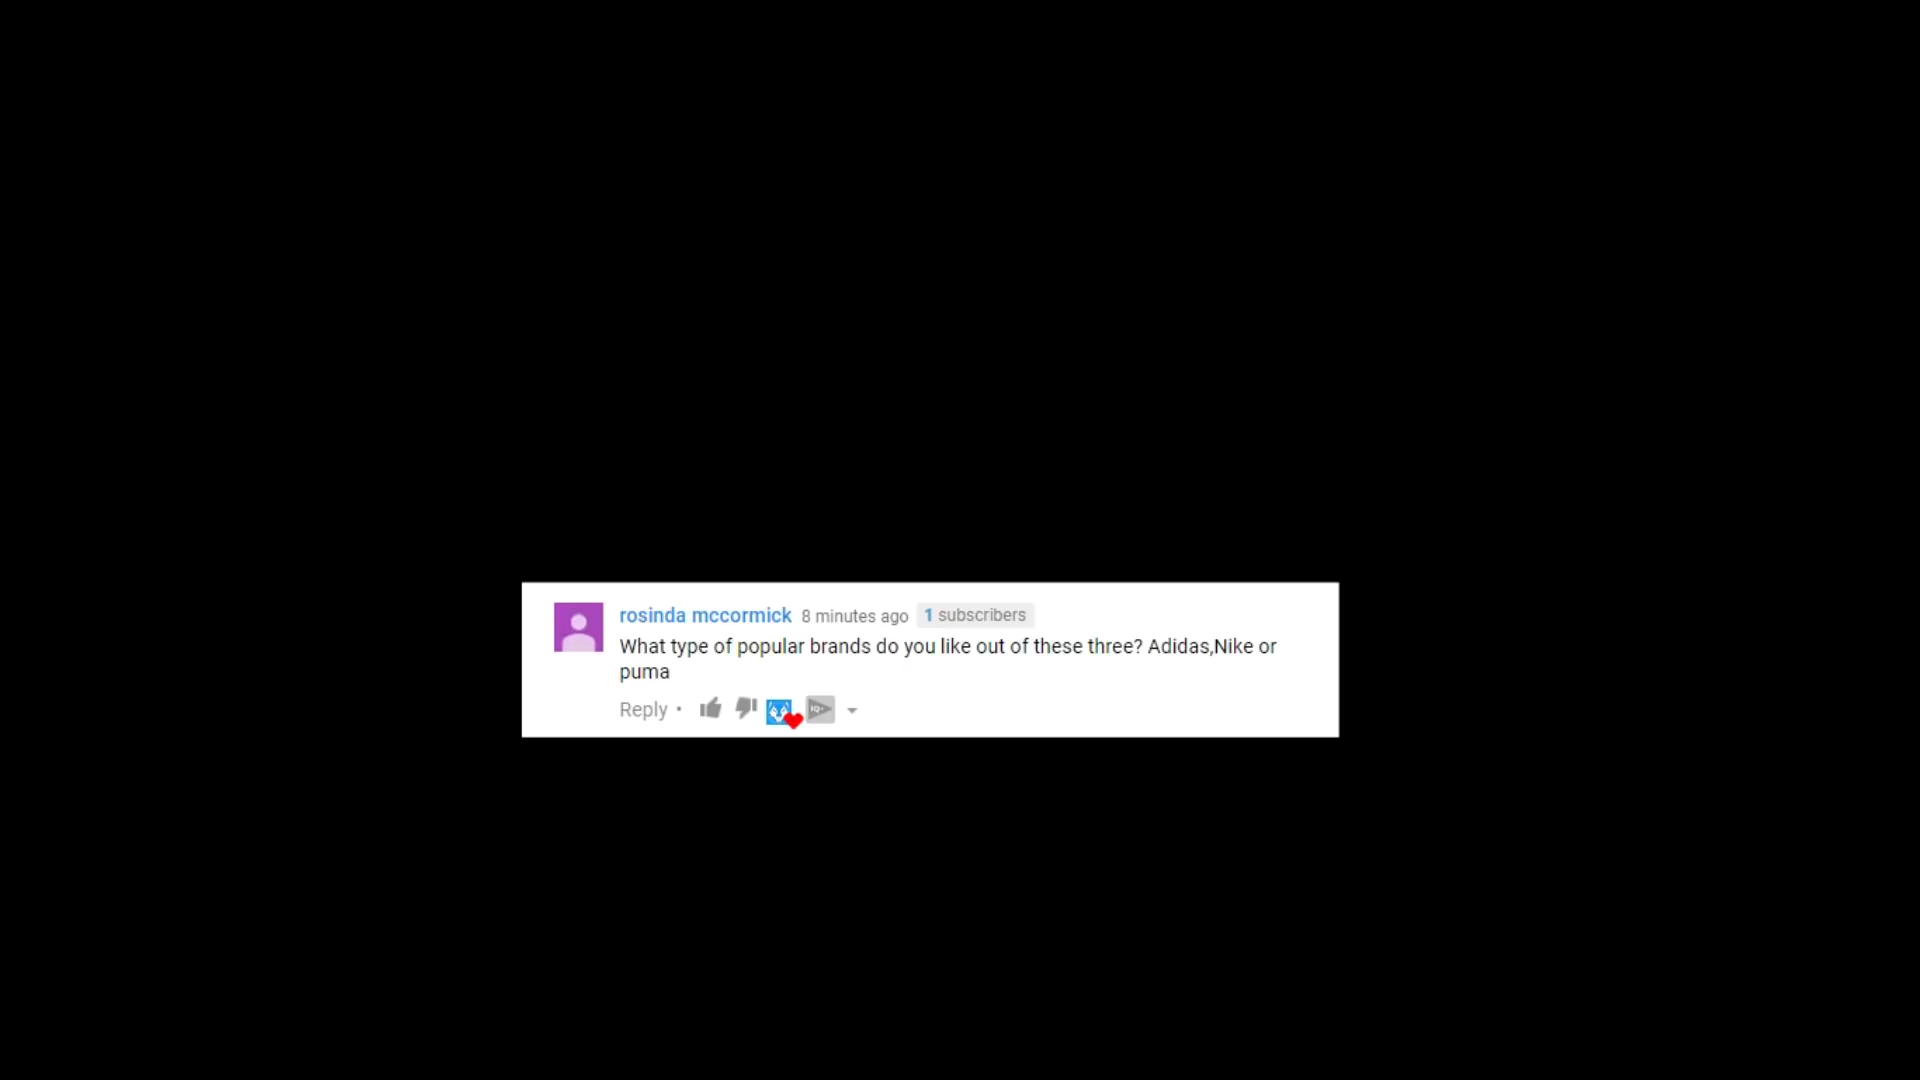 rosinda mccormick 8 minutes ago 1 subscribers
What type of popular brands do you like out of these three? Adidas,Nike or
puma
Reply •